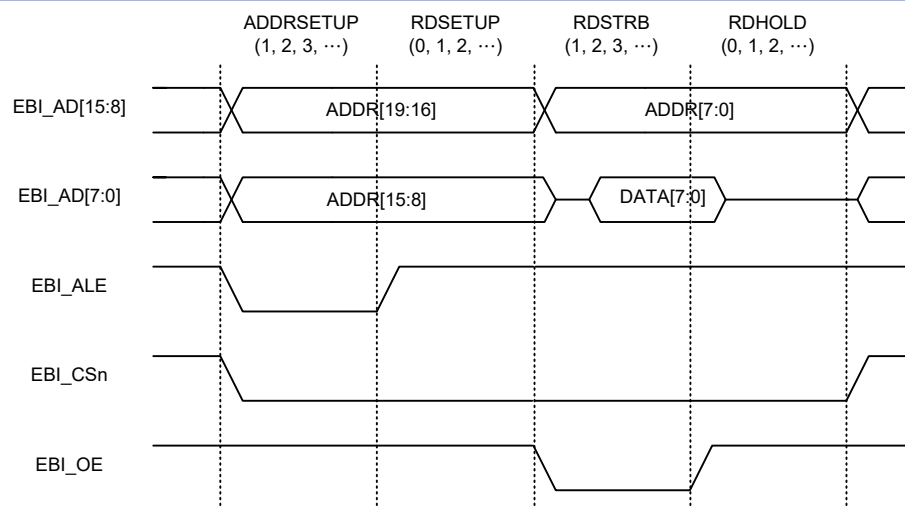 ADDRSETUP RDSETUP RDSTRB RDHOLD
(1, 2, 3, ⋯) (0, 1, 2, ⋯) (1, 2, 3, ⋯) (0, 1, 2, ⋯)
EBI_AD[15:8] ADDR[19:16] ADDR[7:0]
EBI_AD[7:0] ADDR[15:8] DATA[7:0]
EBI_ALE
EBI_CSn
EBI_OE